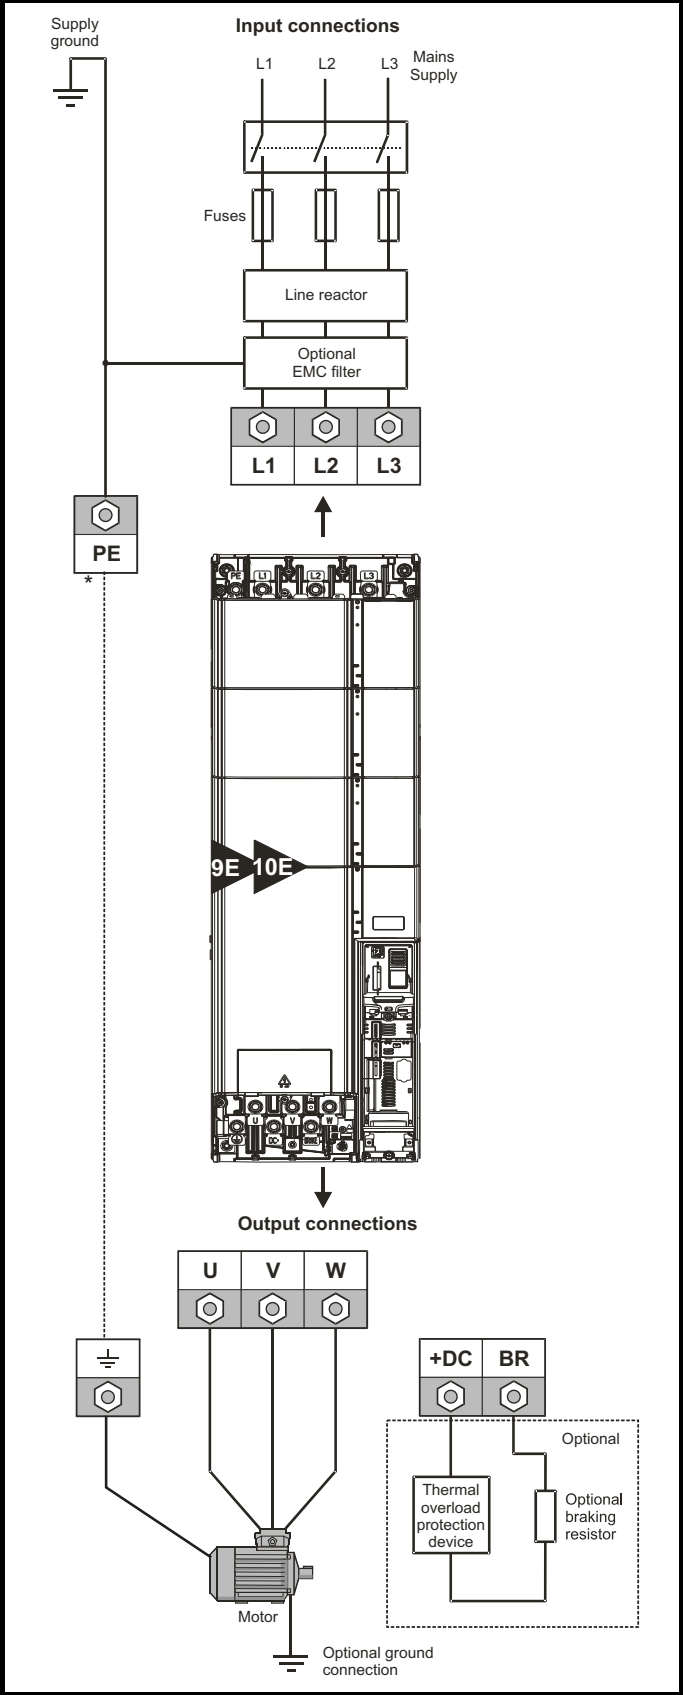 Supply
ground
Input connections
L1
L2
L3
Mains
Supply
Fuses
Line reactor
Optional
EMC filter
L1
L2
L3
PE
*
PE
L1
L2
L3
9E
10E
U
V
W
Output connections
U
V
W
+DC
BR
Optional
Thermal
overload
protection
device
Optional
braking
resistor
Motor
Optional ground
connection